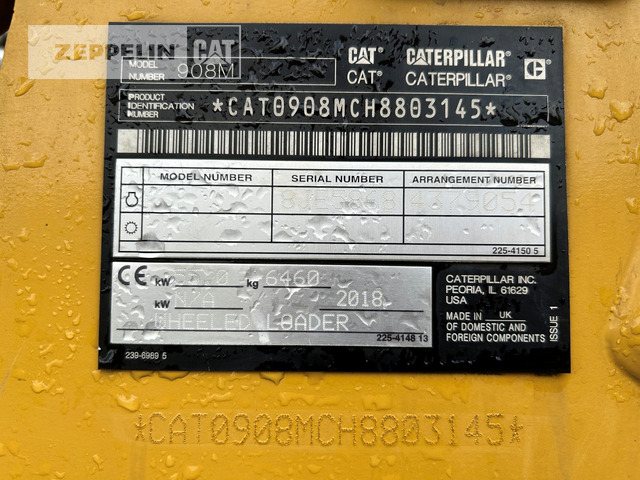 ZEPPELIN CAT
MODEL NUMBER 908M
CAT CATERPILLAR
CAT® CATERPILLAR®
PRODUCT IDENTIFICATION NUMBER *CAT0908MCH8803145*
MODEL NUMBER SERIAL NUMBER ARRANGEMENT NUMBER
4329054
225-4150 5
CE kW kg 6460
kW 2018
WHEELED LOADER
225-4148 13
239-6969 5
CATERPILLAR INC.
PEORIA, IL 61629
USA
MADE IN UK
OF DOMESTIC AND
FOREIGN COMPONENTS
ISSUE 1
*CAT0908MCH8803145*